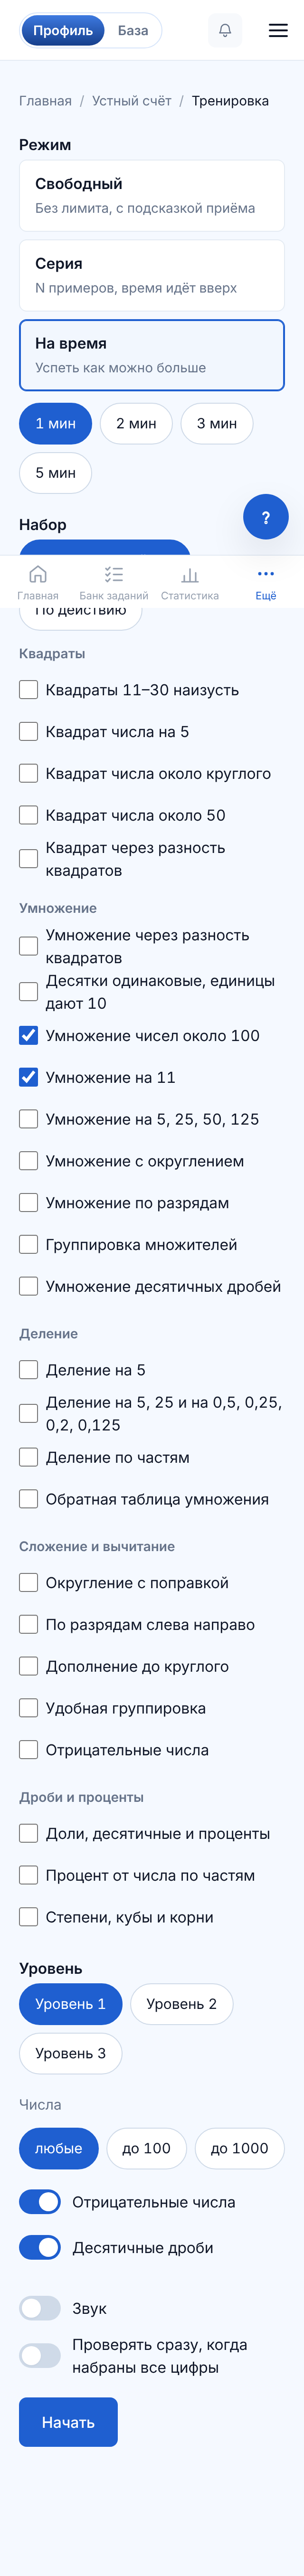 Профиль
База
Главная / Устный счёт / Тренировка
Режим
Свободный
Без лимита, с подсказкой приёма
Серия
N примеров, время идёт вверх
На время
Успеть как можно больше
1 мин
2 мин
3 мин
5 мин
?
Набор
Главная
Банк заданий
Статистика
Ещё
По действию
Квадраты
Квадраты 11–30 наизусть
Квадрат числа на 5
Квадрат числа около круглого
Квадрат числа около 50
Квадрат через разность
квадратов
Умножение
Умножение через разность
квадратов
Десятки одинаковые, единицы
дают 10
Умножение чисел около 100
Умножение на 11
Умножение на 5, 25, 50, 125
Умножение с округлением
Умножение по разрядам
Группировка множителей
Умножение десятичных дробей
Деление
Деление на 5
Деление на 5, 25 и на 0,5, 0,25,
0,2, 0,125
Деление по частям
Обратная таблица умножения
Сложение и вычитание
Округление с поправкой
По разрядам слева направо
Дополнение до круглого
Удобная группировка
Отрицательные числа
Дроби и проценты
Доли, десятичные и проценты
Процент от числа по частям
Степени, кубы и корни
Уровень
Уровень 1
Уровень 2
Уровень 3
Числа
любые
до 100
до 1000
Отрицательные числа
Десятичные дроби
Звук
Проверять сразу, когда
набраны все цифры
Начать